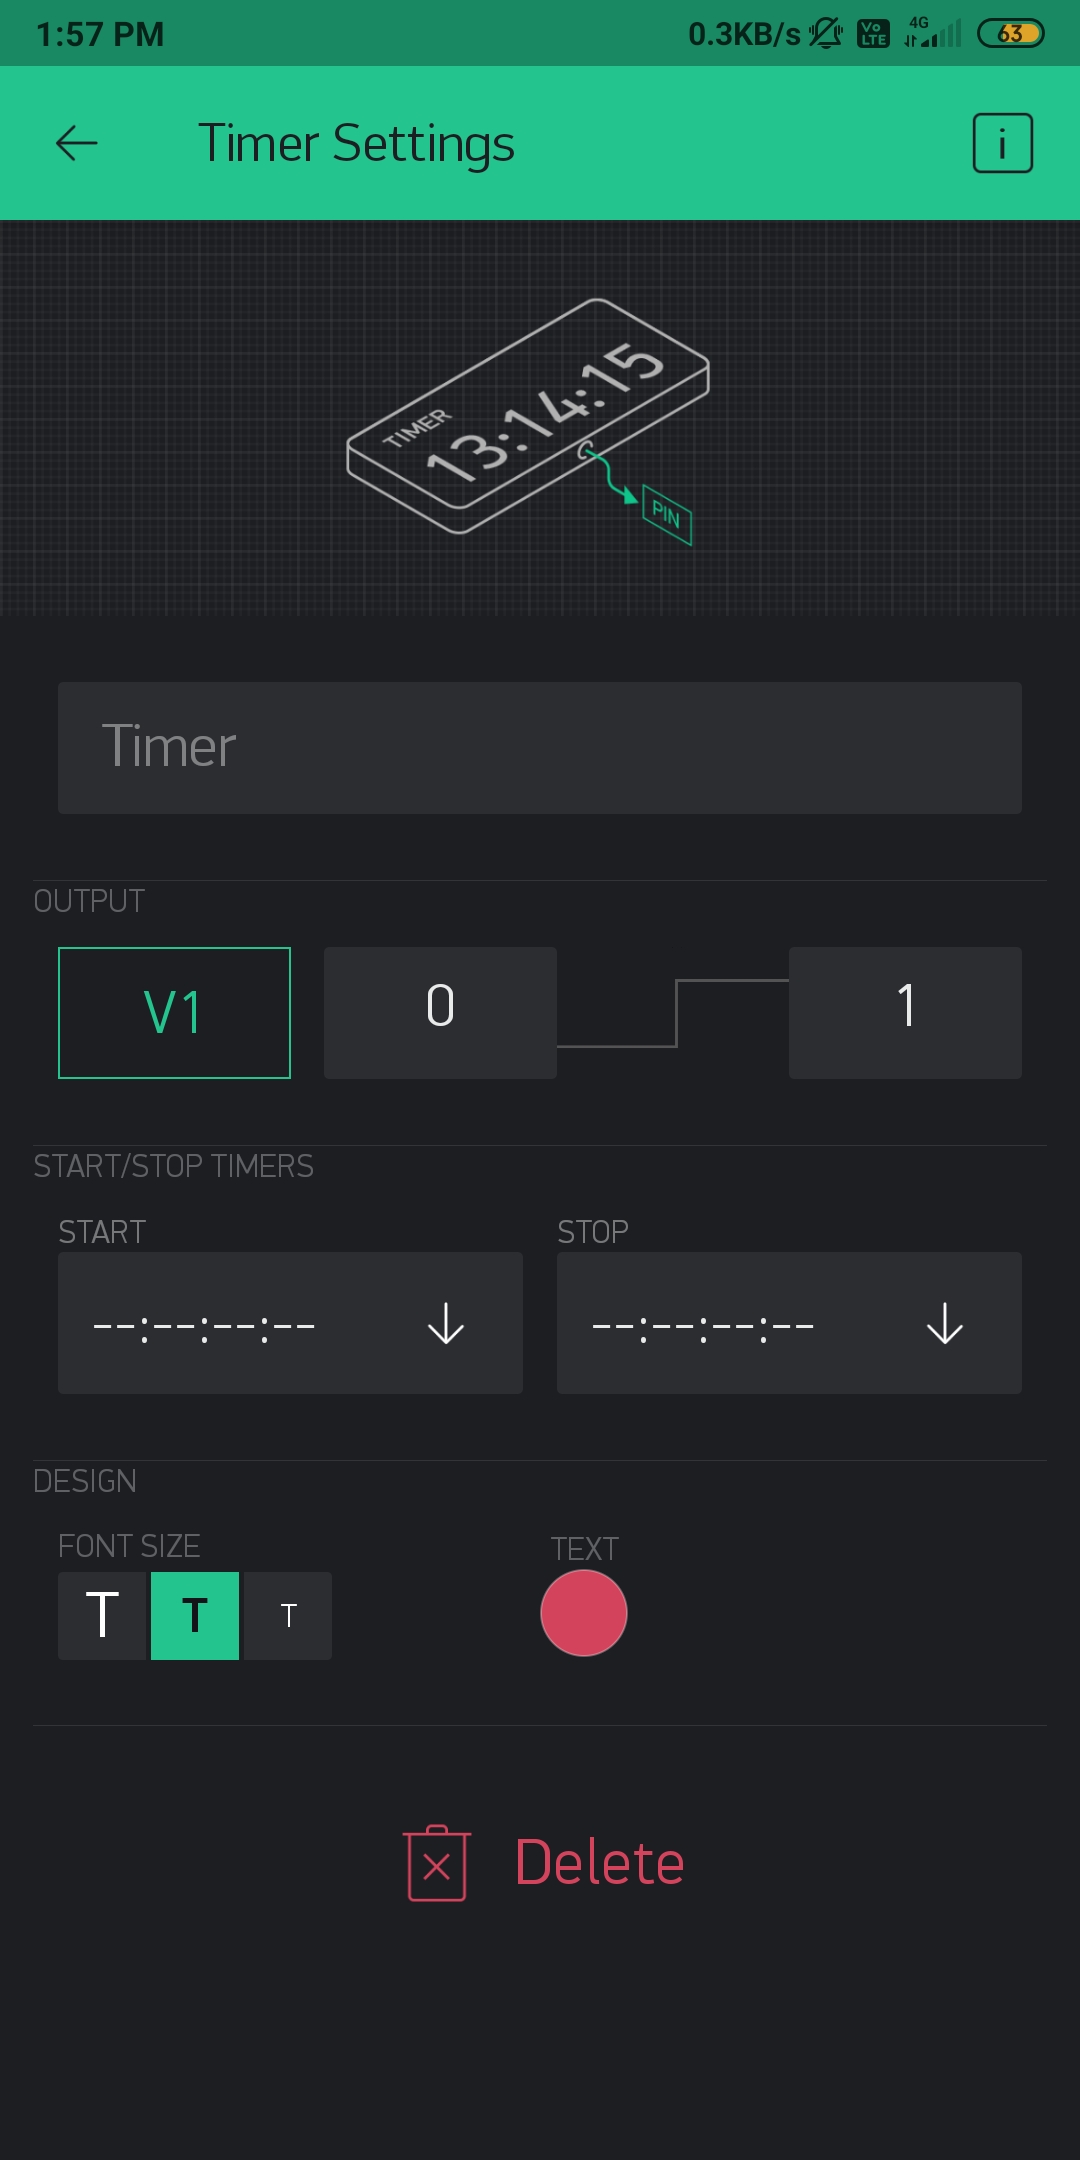 1:57 PM 0.3KB/s Vo LTE 4G 63
Timer Settings i
TIMER
13:14:15
PIN
Timer
OUTPUT
V1 0 1
START/STOP TIMERS
START STOP
--:--:--:-- --:--:--:--
DESIGN
FONT SIZE TEXT
T T T
Delete